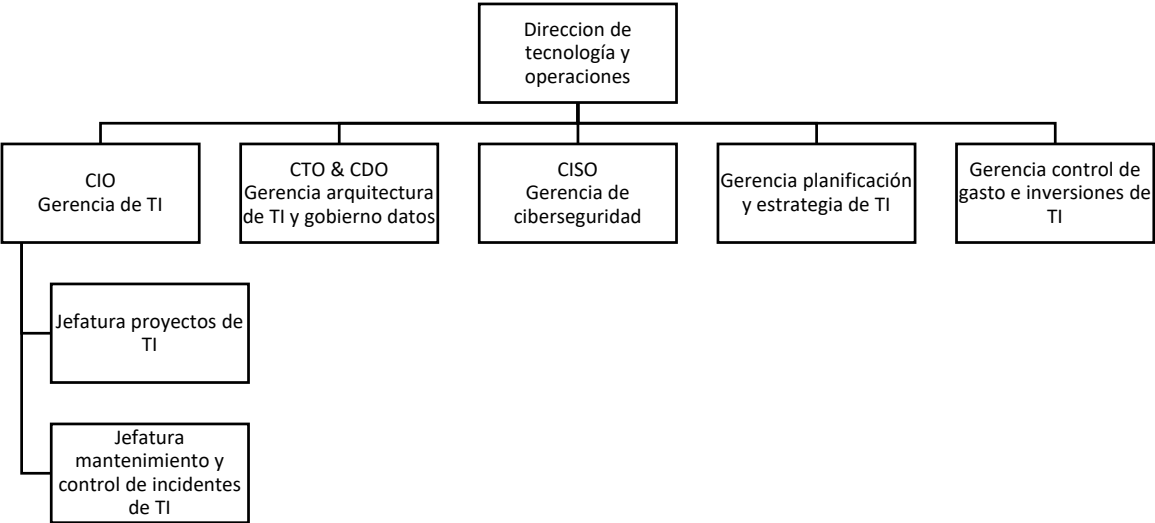 Direccion de
tecnología y
operaciones
CIO
Gerencia de TI
CTO & CDO
Gerencia arquitectura
de TI y gobierno datos
CISO
Gerencia de
ciberseguridad
Gerencia planificación
y estrategia de TI
Gerencia control de
gasto e inversiones de
TI
Jefatura proyectos de
TI
Jefatura
mantenimiento y
control de incidentes
de TI